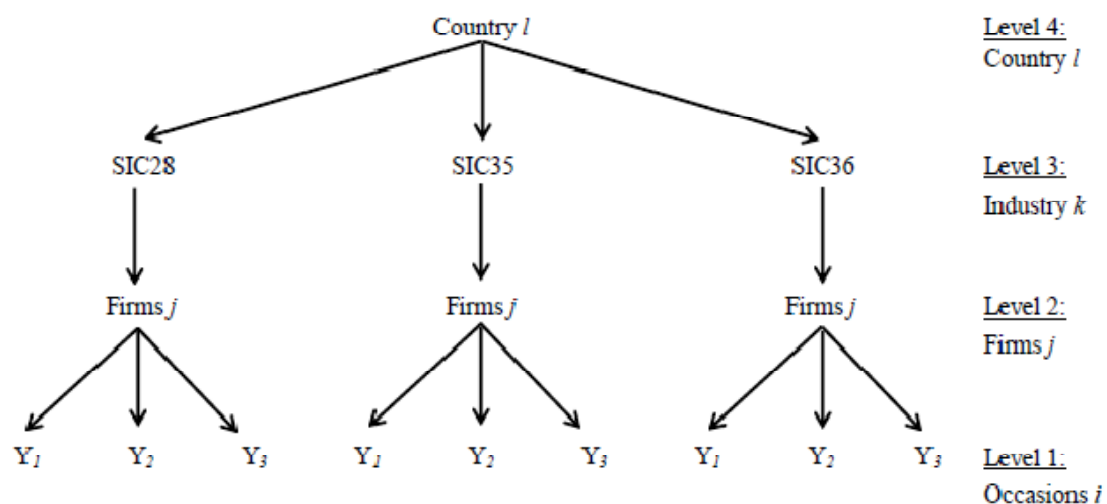 Country l
Level 4:
Country l
SIC28 SIC35 SIC36
Level 3:
Industry k
Firms j Firms j Firms j
Level 2:
Firms j
Y1 Y2 Y3 Y1 Y2 Y3 Y1 Y2 Y3
Level 1:
Occasions i